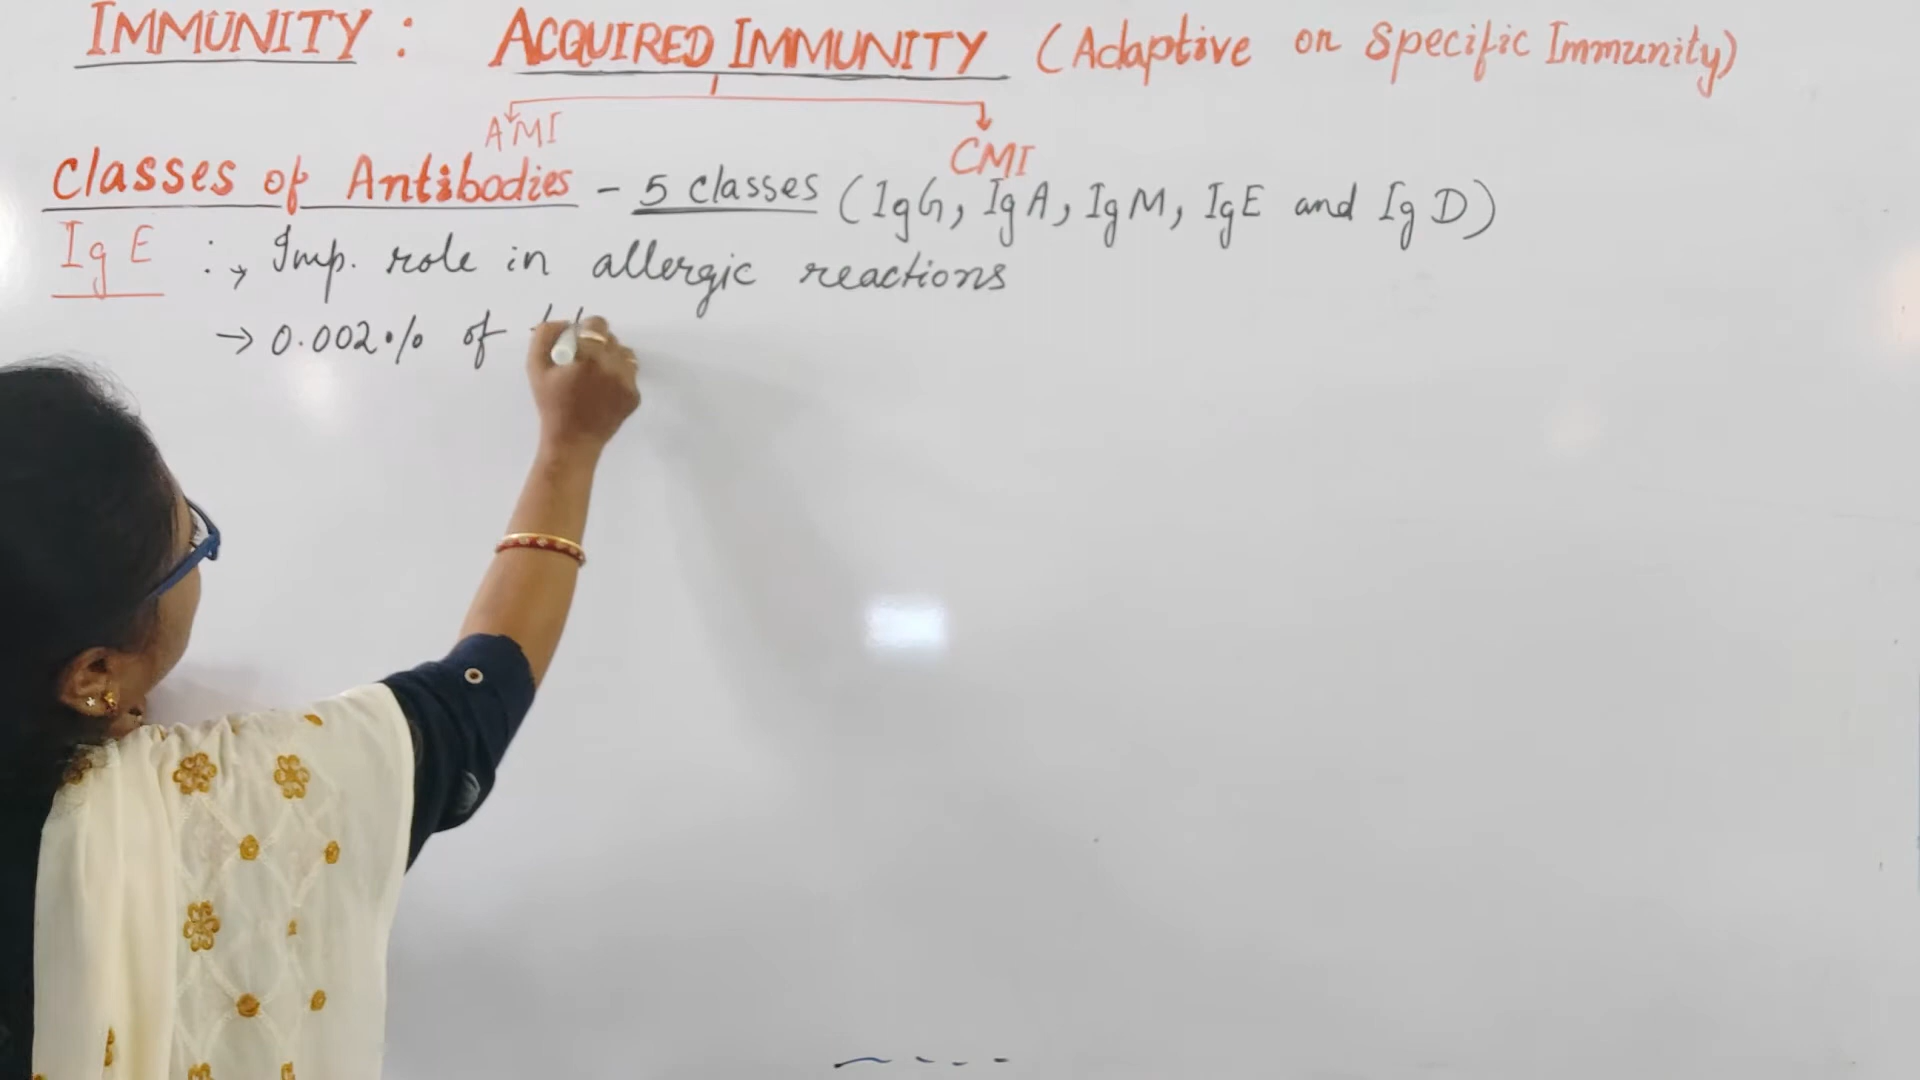 IMMUNITY : ACQUIRED IMMUNITY (Adaptive or Specific Immunity)
AMI CMI
Classes of Antibodies - 5 classes (IgG, IgA, IgM, IgE and IgD)
IgE : → Imp. role in allergic reactions
→ 0.002% of